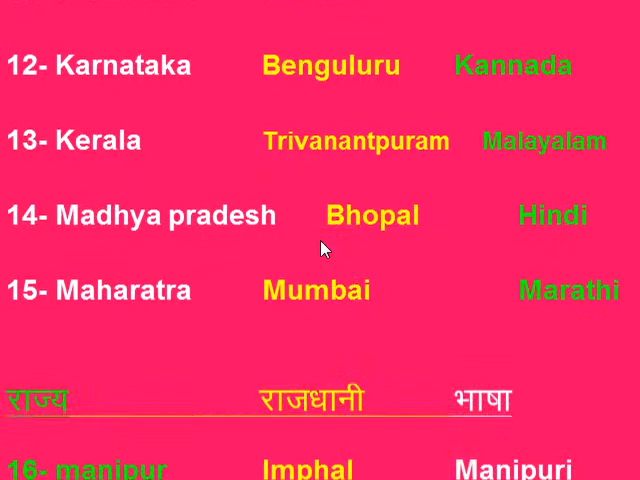 12- Karnataka Benguluru Kannada
13- Kerala Trivanantpuram Malayalam
14- Madhya pradesh Bhopal Hindi
15- Maharatra Mumbai Marathi
राज्य राजधानी भाषा
16- manipur Imphal Manipuri